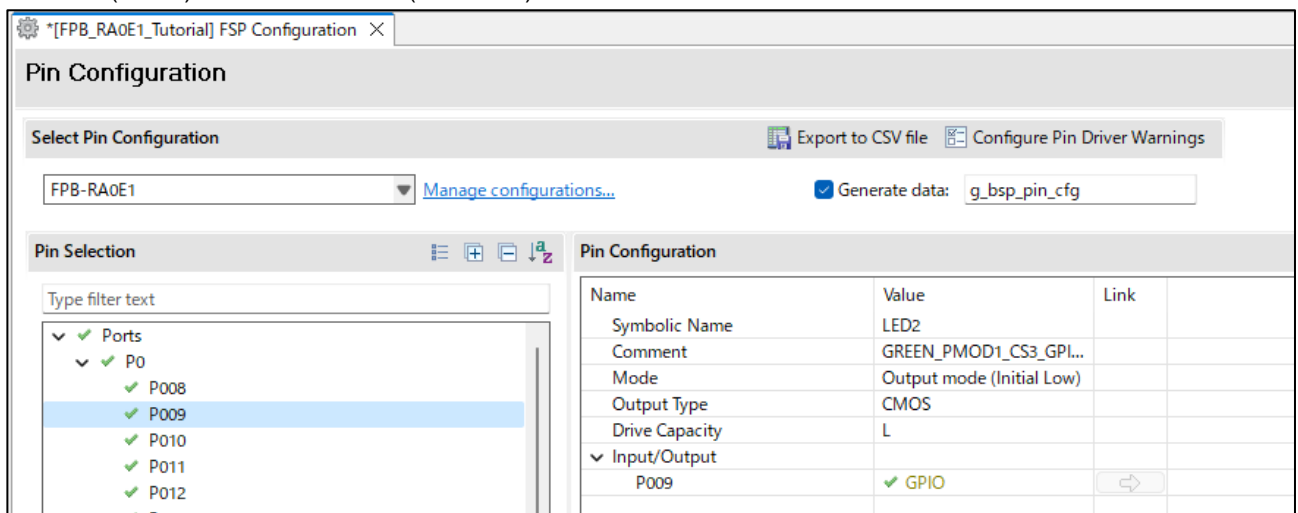 *[FPB_RA0E1_Tutorial] FSP Configuration
Pin Configuration
Select Pin Configuration
Export to CSV file
Configure Pin Driver Warnings
FPB-RA0E1
Manage configurations...
Generate data:
g_bsp_pin_cfg
Pin Selection
Type filter text
Ports
P0
P008
P009
P010
P011
P012
Pin Configuration
Name Value Link
Symbolic Name LED2
Comment GREEN_PMOD1_CS3_GPI...
Mode Output mode (Initial Low)
Output Type CMOS
Drive Capacity L
Input/Output
P009 GPIO